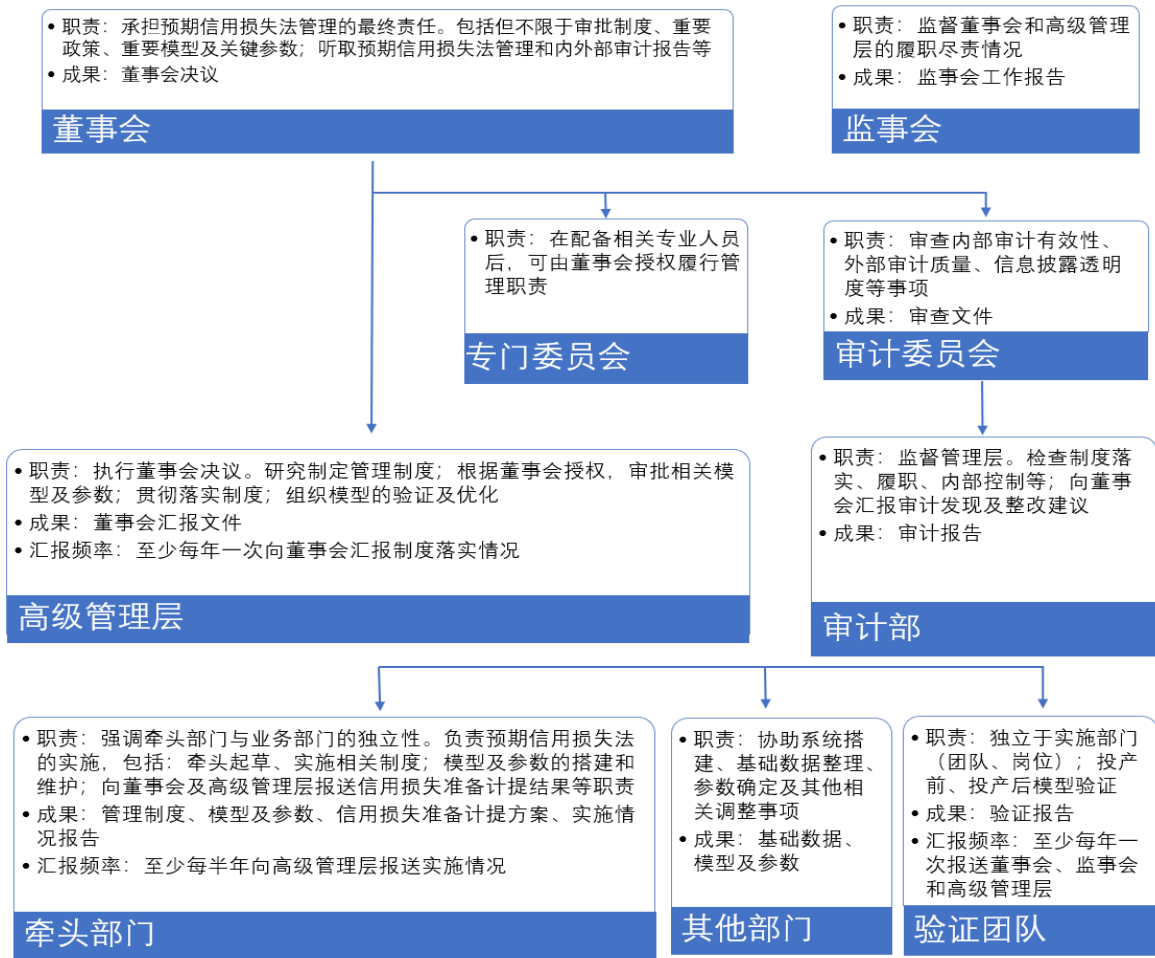 • 职责：承担预期信用损失法管理的最终责任。包括但不限于审批制度、重要
政策、重要模型及关键参数；听取预期信用损失法管理和内外部审计报告等
• 成果：董事会决议
董事会
• 职责：监督董事会和高级管理
层的履职尽责情况
• 成果：监事会工作报告
监事会
• 职责：在配备相关专业人员
后，可由董事会授权履行管
理职责
专门委员会
• 职责：审查内部审计有效性、
外部审计质量、信息披露透明
度等事项
• 成果：审查文件
审计委员会
• 职责：执行董事会决议。研究制定管理制度；根据董事会授权，审批相关模
型及参数；贯彻落实制度；组织模型的验证及优化
• 成果：董事会汇报文件
• 汇报频率：至少每年一次向董事会汇报制度落实情况
高级管理层
• 职责：监督管理层。检查制度落
实、履职、内部控制等；向董事
会汇报审计发现及整改建议
• 成果：审计报告
审计部
• 职责：强调牵头部门与业务部门的独立性。负责预期信用损失法
的实施，包括：牵头起草、实施相关制度；模型及参数的搭建和
维护；向董事会及高级管理层报送信用损失准备计提结果等职责
• 成果：管理制度、模型及参数、信用损失准备计提方案、实施情
况报告
• 汇报频率：至少每半年向高级管理层报送实施情况
牵头部门
• 职责：协助系统搭
建、基础数据整理、
参数确定及其他相
关调整事项
• 成果：基础数据、
模型及参数
其他部门
• 职责：独立于实施部门
（团队、岗位）；投产
前、投产后模型验证
• 成果：验证报告
• 汇报频率：至少每年一
次报送董事会、监事会
和高级管理层
验证团队